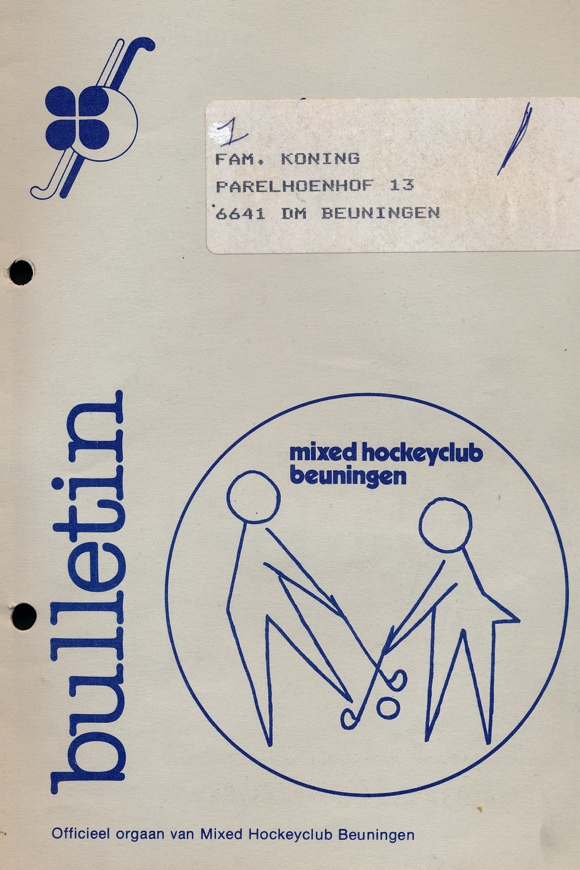 1
FAM. KONING
PARELHOENHOF 13
6641 DM BEUNINGEN
mixed hockeyclub
beuningen
bulletin
Officieel orgaan van Mixed Hockeyclub Beuningen